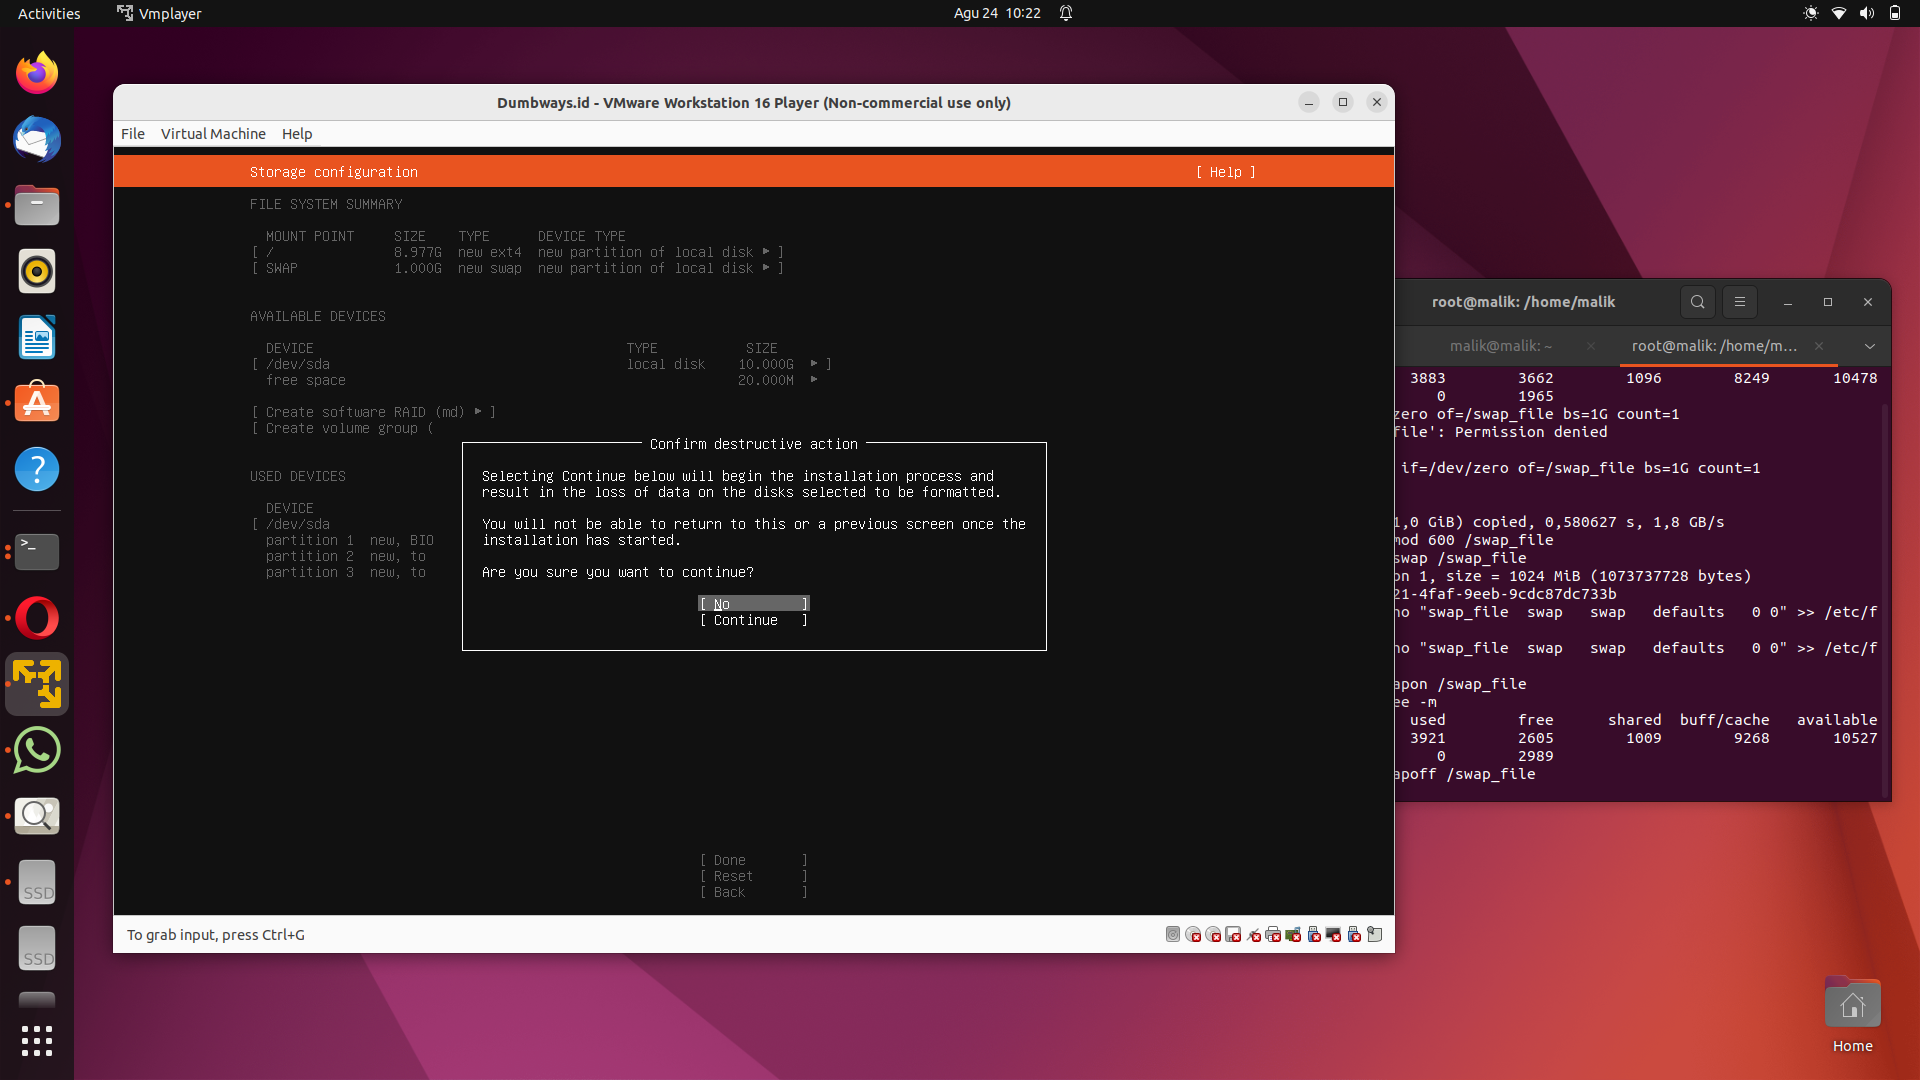 Activities
Vmplayer
Agu 24 10:22
Dumbways.id - VMware Workstation 16 Player (Non-commercial use only)
File Virtual Machine Help
Storage configuration [ Help ]
FILE SYSTEM SUMMARY
MOUNT POINT SIZE TYPE DEVICE TYPE
[ / 8.977G new ext4 new partition of local disk ▸ ]
[ SWAP 1.000G new swap new partition of local disk ▸ ]
AVAILABLE DEVICES
DEVICE TYPE SIZE
[ /dev/sda local disk 10.000G ▸ ]
free space 20.000M ▸
[ Create software RAID (md) ▸ ]
[ Create volume group (
USED DEVICES
DEVICE
[ /dev/sda
partition 1 new, BIO
partition 2 new, to
partition 3 new, to
Confirm destructive action
Selecting Continue below will begin the installation process and
result in the loss of data on the disks selected to be formatted.
You will not be able to return to this or a previous screen once the
installation has started.
Are you sure you want to continue?
[ No ]
[ Continue ]
[ Done ]
[ Reset ]
[ Back ]
To grab input, press Ctrl+G
root@malik: /home/malik
malik@malik: ~
root@malik: /home/m...
3883 3662 1096 8249 10478
0 1965
zero of=/swap_file bs=1G count=1
file': Permission denied
if=/dev/zero of=/swap_file bs=1G count=1
1,0 GiB) copied, 0,580627 s, 1,8 GB/s
mod 600 /swap_file
swap /swap_file
on 1, size = 1024 MiB (1073737728 bytes)
21-4faf-9eeb-9cdc87dc733b
ho "swap_file swap swap defaults 0 0" >> /etc/f
ho "swap_file swap swap defaults 0 0" >> /etc/f
apon /swap_file
ee -m
used free shared buff/cache available
3921 2605 1009 9268 10527
0 2989
apoff /swap_file
SSD
SSD
Home